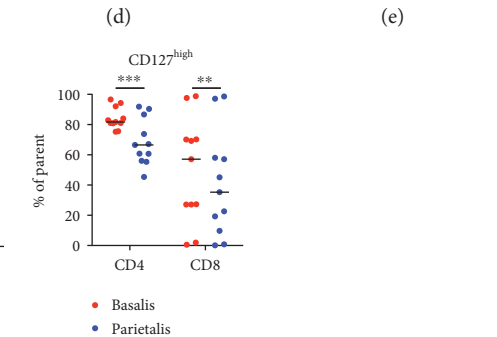 (d)
(e)
CD127high
***
**
% of parent
100
80
60
40
20
0
CD4
CD8
Basalis
Parietalis